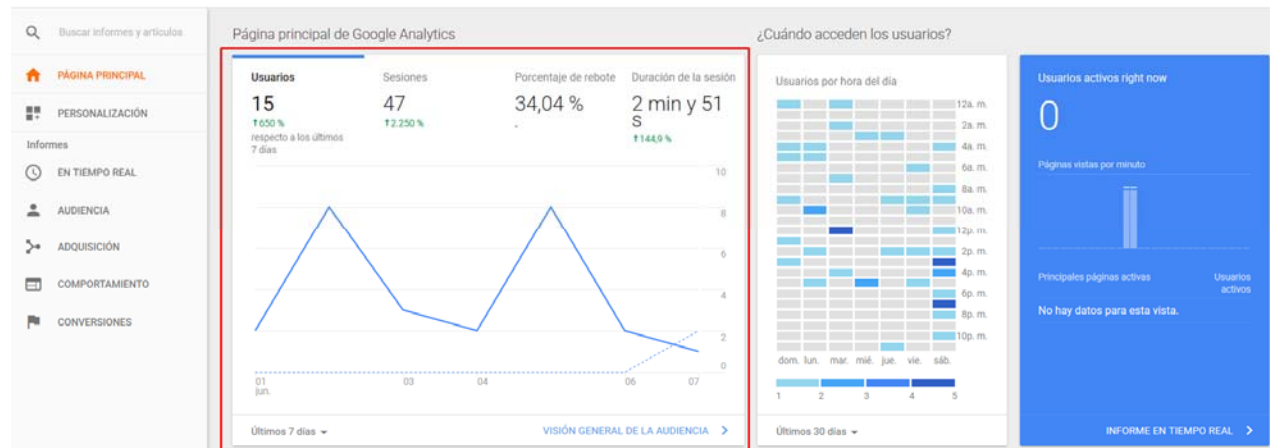 Buscar informes y artículos
PÁGINA PRINCIPAL
PERSONALIZACIÓN
Informes
EN TIEMPO REAL
AUDIENCIA
ADQUISICIÓN
COMPORTAMIENTO
CONVERSIONES
Página principal de Google Analytics
Usuarios
15
↑650 %
respecto a los últimos
7 días
Sesiones
47
↑2.250 %
Porcentaje de rebote
34,04 %
-
Duración de la sesión
2 min y 51
s
↑144,9 %
10
8
6
4
2
0
01
jun.
03
04
06
07
Últimos 7 días
VISIÓN GENERAL DE LA AUDIENCIA
¿Cuándo acceden los usuarios?
Usuarios por hora del día
12a. m.
2a. m.
4a. m.
6a. m.
8a. m.
10a. m.
12p. m.
2p. m.
4p. m.
6p. m.
8p. m.
10p. m.
dom. lun. mar. mié. jue. vie. sáb.
1 2 3 4 5
Últimos 30 días
Usuarios activos right now
0
Páginas vistas por minuto
Principales páginas activas
Usuarios
activos
No hay datos para esta vista.
INFORME EN TIEMPO REAL